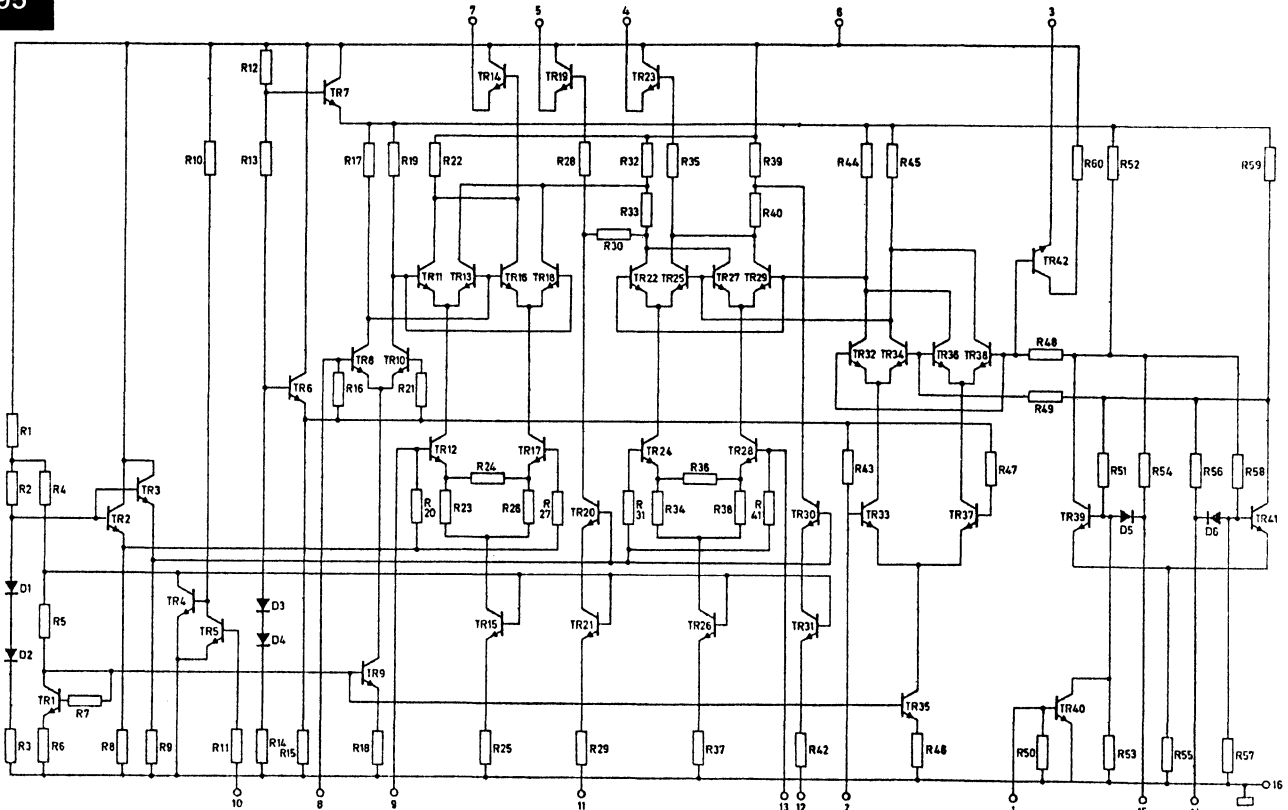 95
7 5 4 6 3
R12 TR14 TR19 TR23
TR7
R10 R13 R17 R19 R22 R28 R32 R35 R39 R44 R45 R60 R52 R59
R33 R40
R30
TR42
TR11 TR13 TR16 TR18 TR22 TR25 TR27 TR29
TR8 TR10 TR32 TR34 TR36 TR38 R48
TR6 R16 R21
R49
R1
TR12 TR17 TR24 TR28
R24 R36 R43 R47 R51 R54 R56 R58
R2 R4 TR3
R20 R23 R26 R27 TR20 R31 R34 R38 R41 TR30 TR33 TR37 TR39 D5 D6 TR41
TR2
D1 TR4 D3
R5 TR5 D4 TR15 TR21 TR26 TR31
D2
TR1 R7 TR9
TR35 TR40
R3 R6 R8 R9 R11 R14 R15 R18 R25 R29 R37 R42 R46 R50 R53 R55 R57
16
10 8 9 11 13 12 2